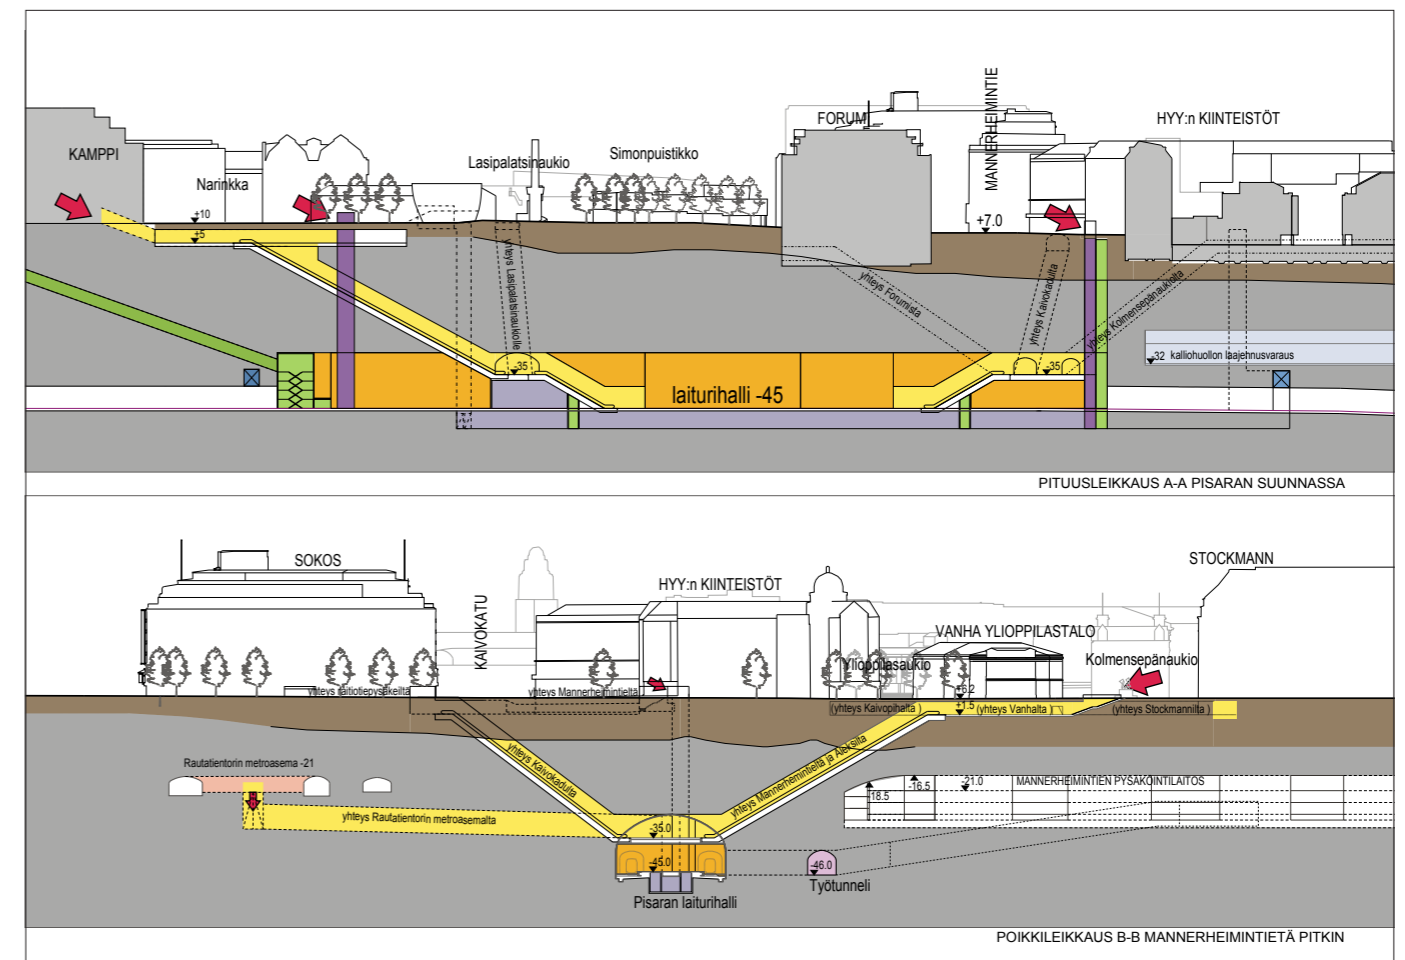 KAMPPI
Narinkka
Lasipalatsinaukio
Simonpuistikko
FORUM
MANNERHEIMINTIE
HYY:n KIINTEISTÖT
+10
+5
+7.0
yhteys Lasipalatsinaukiolle
yhteys Forumista
yhteys Kaivokadulta
yhteys Kolmensepänaukiolta
-35
-35
-32 kalliohuollon laajennusvaraus
laiturihalli -45
PITUUSLEIKKAUS A-A PISARAN SUUNNASSA
SOKOS
KAIVOKATU
HYY:n KIINTEISTÖT
STOCKMANN
VANHA YLIOPPILASTALO
Ylioppilasaukio
Kolmensepänaukio
yhteys raitiotiepysäkeiltä
yhteys Mannerheimintieltä
+6.2
+1.5
(yhteys Kaivopihalta )
(yhteys Vanhalta )
(yhteys Stockmannilta )
yhteys Kaivokadulta
yhteys Mannerheimintieltä ja Aleksilta
Rautatientorin metroasema -21
-16.5
-18.5
-21.0
MANNERHEIMINTIEN PYSÄKÖINTILAITOS
yhteys Rautatientorin metroasemalta
-35.0
-45.0
-46.0
Työtunneli
Pisaran laiturihalli
POIKKILEIKKAUS B-B MANNERHEIMINTIETÄ PITKIN